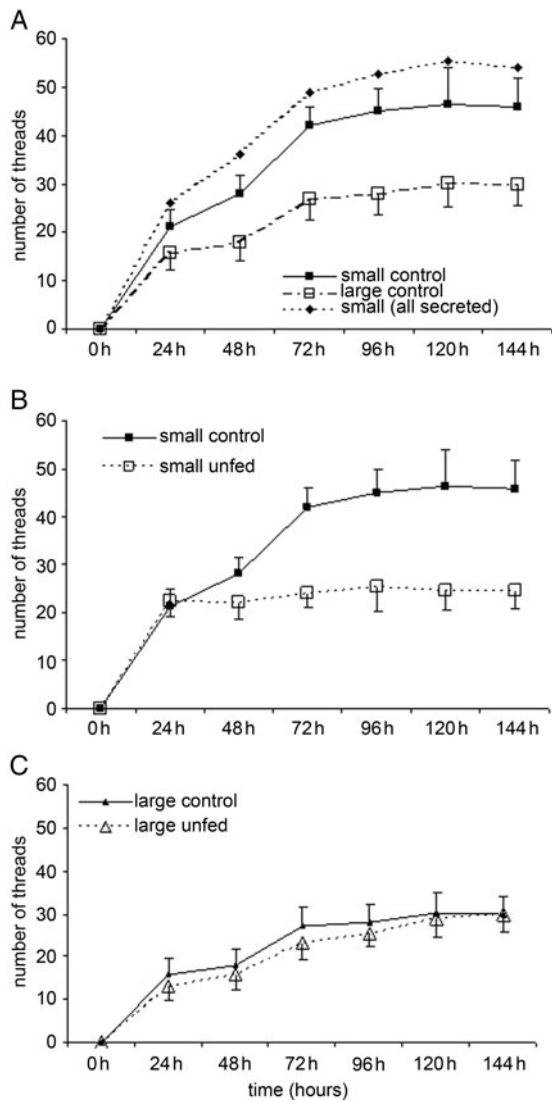 A
60
50
40
30
20
10
0
number of threads
small control
large control
small (all secreted)
0h 24h 48h 72h 96h 120h 144h
B
60
50
40
30
20
10
0
number of threads
small control
small unfed
0h 24h 48h 72h 96h 120h 144h
C
60
50
40
30
20
10
0
number of threads
large control
large unfed
0h 24h 48h 72h 96h 120h 144h
time (hours)